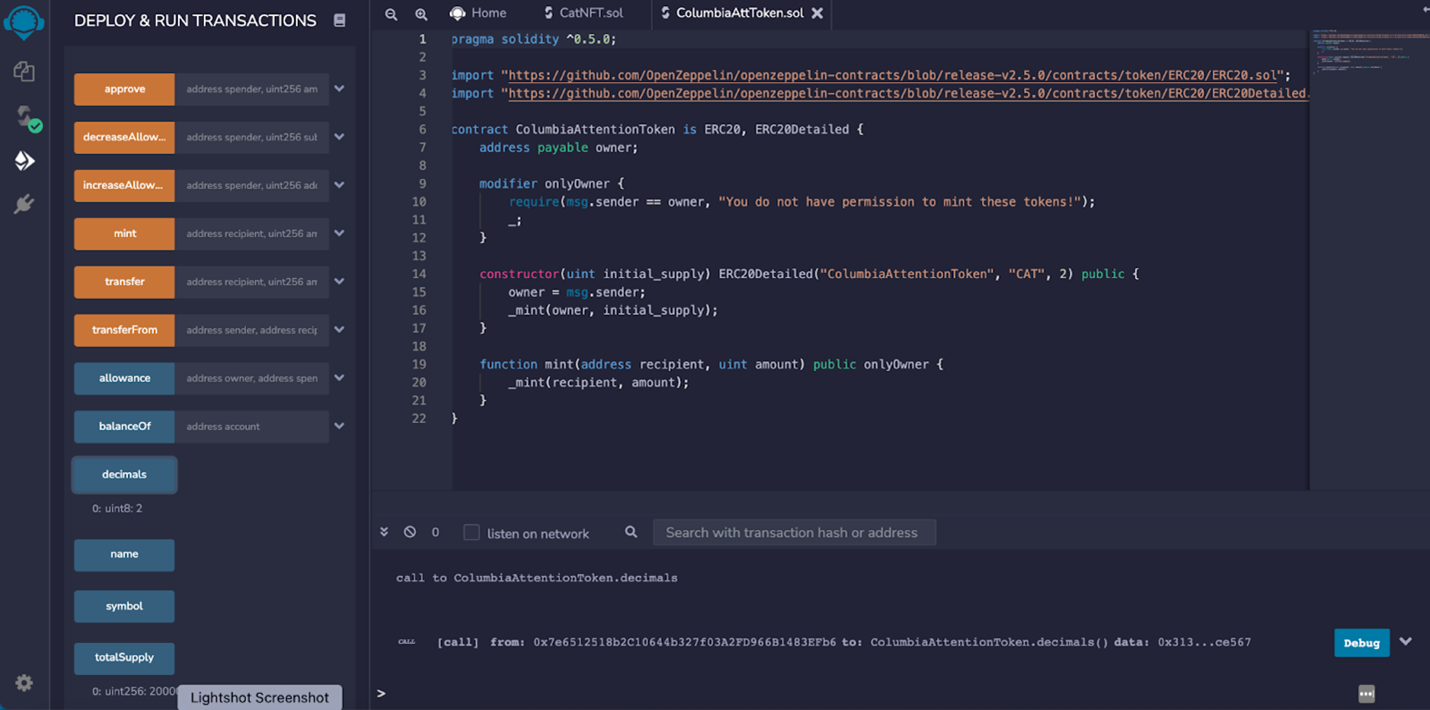 DEPLOY & RUN TRANSACTIONS
approve address spender, uint256 am
decreaseAllow... address spender, uint256 sub
increaseAllow... address spender, uint256 add
mint address recipient, uint256 am
transfer address recipient, uint256 am
transferFrom address sender, address recip
allowance address owner, address spen
balanceOf address account
decimals
0: uint8: 2
name
symbol
totalSupply
0: uint256: 2000
Lightshot Screenshot
Home CatNFT.sol ColumbiaAttToken.sol
1 pragma solidity ^0.5.0;
2
3 import "https://github.com/OpenZeppelin/openzeppelin-contracts/blob/release-v2.5.0/contracts/token/ERC20/ERC20.sol";
4 import "https://github.com/OpenZeppelin/openzeppelin-contracts/blob/release-v2.5.0/contracts/token/ERC20/ERC20Detailed.
5
6 contract ColumbiaAttentionToken is ERC20, ERC20Detailed {
7 address payable owner;
8
9 modifier onlyOwner {
10 require(msg.sender == owner, "You do not have permission to mint these tokens!");
11 _;
12 }
13
14 constructor(uint initial_supply) ERC20Detailed("ColumbiaAttentionToken", "CAT", 2) public {
15 owner = msg.sender;
16 _mint(owner, initial_supply);
17 }
18
19 function mint(address recipient, uint amount) public onlyOwner {
20 _mint(recipient, amount);
21 }
22 }
0 listen on network Search with transaction hash or address
call to ColumbiaAttentionToken.decimals
CALL [call] from: 0x7e6512518b2C10644b327f03A2FD966B1483EFb6 to: ColumbiaAttentionToken.decimals() data: 0x313...ce567 Debug
>